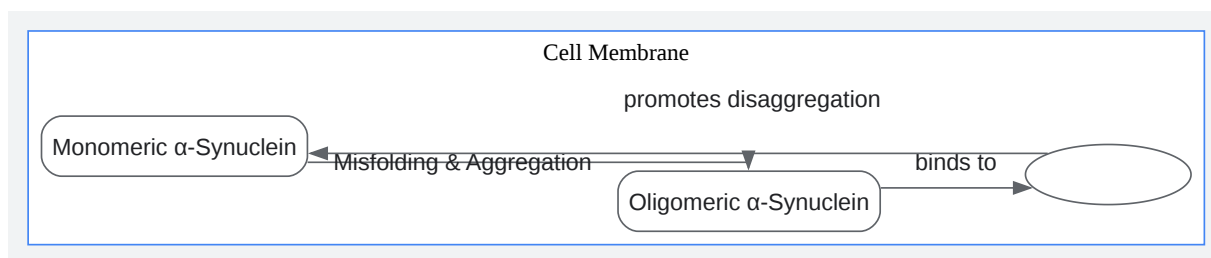 Cell Membrane
promotes disaggregation
Monomeric α-Synuclein
Misfolding & Aggregation
binds to
Oligomeric α-Synuclein